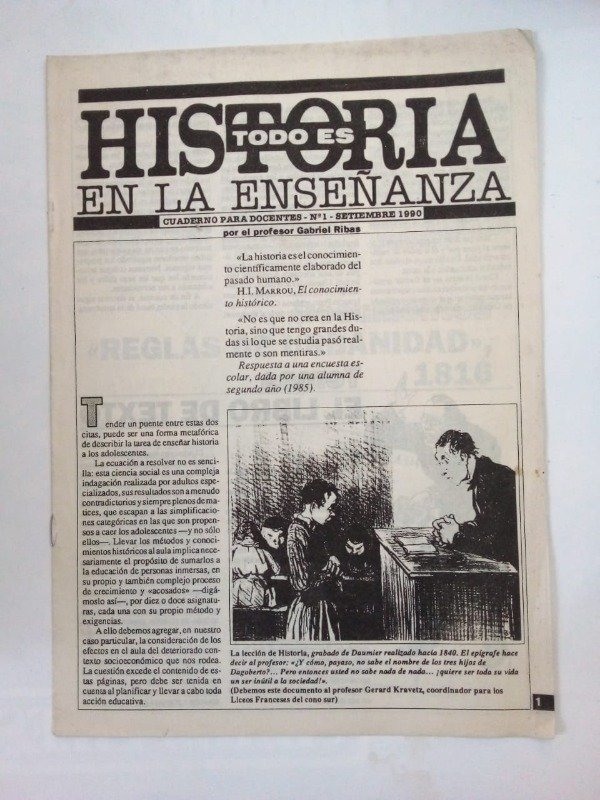 HISTORIA
TODO ES
EN LA ENSEÑANZA
CUADERNO PARA DOCENTES - Nº 1 - SETIEMBRE 1990
por el profesor Gabriel Ribas
«La historia es el conocimien-
to científicamente elaborado del
pasado humano.»
H.I. MARROU, El conocimien-
to histórico.
«No es que no crea en la His-
toria, sino que tengo grandes du-
das si lo que se estudia pasó real-
mente o son mentiras.»
Respuesta a una encuesta es-
colar, dada por una alumna de
segundo año (1985).
Tender un puente entre estas dos
citas, puede ser una forma metafórica
de describir la tarea de enseñar historia
a los adolescentes.
La ecuación a resolver no es senci-
lla: esta ciencia social es una compleja
indagación realizada por adultos espe-
cializados, sus resultados son a menudo
contradictorios y siempre plenos de ma-
tices, que escapan a las simplificacio-
nes categóricas en las que son propen-
sos a caer los adolescentes —y no sólo
ellos—. Llevar los métodos y conoci-
mientos históricos al aula implica nece-
sariamente el propósito de sumarlos a
la educación de personas inmersas, en
su propio y también complejo proceso
de crecimiento y «acosados» —digá-
moslo así—, por diez o doce asignatu-
ras, cada una con su propio método y
exigencias.
A ello debemos agregar, en nuestro
caso particular, la consideración de los
efectos en el aula del deteriorado con-
texto socioeconómico que nos rodea.
La cuestión excede el contenido de es-
tas páginas, pero debe ser tenida en
cuenta al planificar y llevar a cabo toda
acción educativa.
La lección de Historia, grabado de Daumier realizado hacia 1840. El epígrafe hace
decir al profesor: «¿Y cómo, payaso, no sabe el nombre de los tres hijos de
Dagoberto?... Pero entonces usted no sabe nada de nada... ¡quiere ser toda su vida
un ser inútil a la sociedad!».
(Debemos este documento al profesor Gerard Kravetz, coordinador para los
Liceos Franceses del cono sur)
1